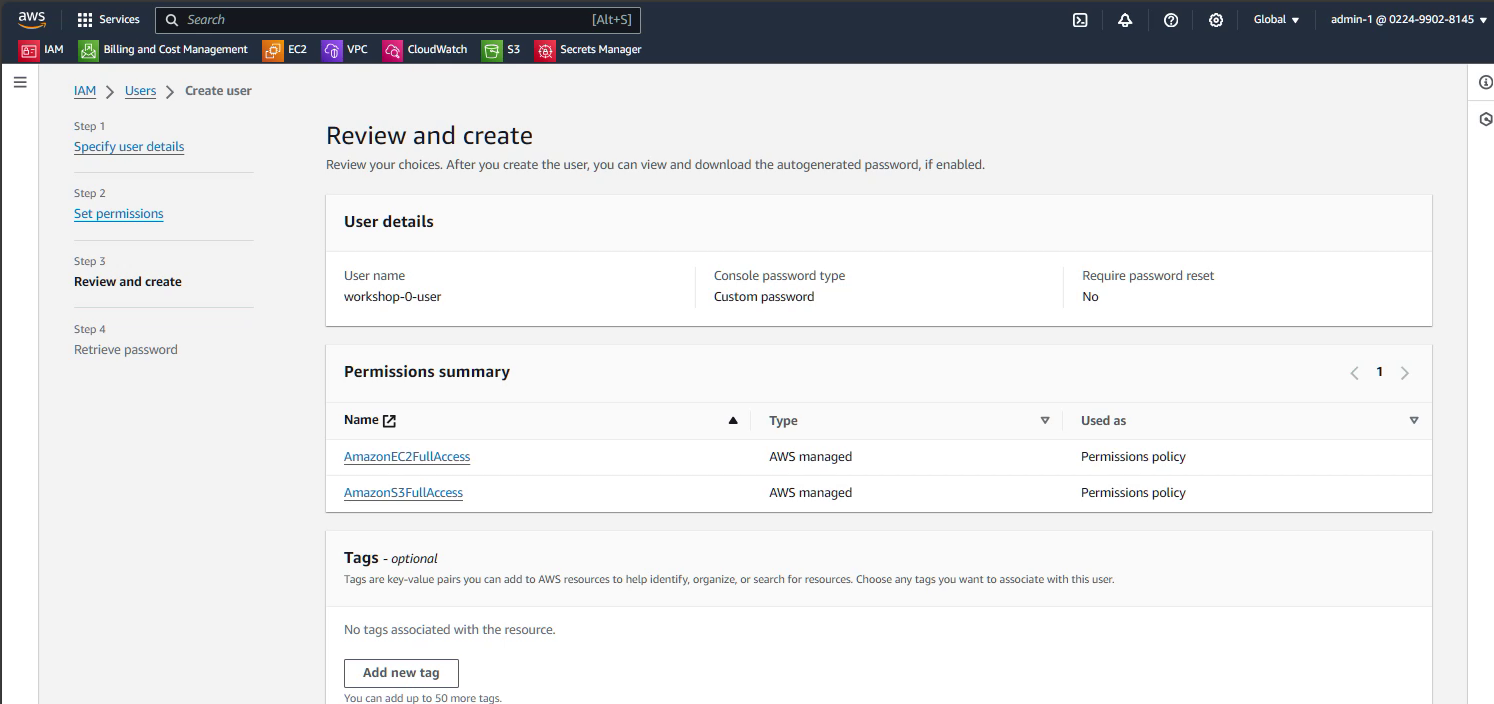 aws Services Search [Alt+S] Global admin-1 @ 0224-9902-8145
IAM Billing and Cost Management EC2 VPC CloudWatch S3 Secrets Manager
IAM Users Create user
Step 1
Specify user details
Step 2
Set permissions
Step 3
Review and create
Step 4
Retrieve password
Review and create
Review your choices. After you create the user, you can view and download the autogenerated password, if enabled.
User details
User name Console password type Require password reset
workshop-0-user Custom password No
Permissions summary 1
Name Type Used as
AmazonEC2FullAccess AWS managed Permissions policy
AmazonS3FullAccess AWS managed Permissions policy
Tags - optional
Tags are key-value pairs you can add to AWS resources to help identify, organize, or search for resources. Choose any tags you want to associate with this user.
No tags associated with the resource.
Add new tag
You can add up to 50 more tags.